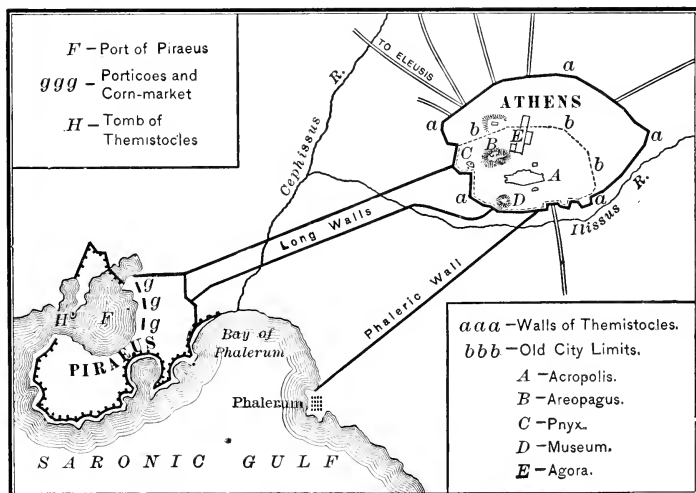 F – Port of Piraeus
ggg – Porticoes and
Corn-market
H – Tomb of
Themistocles
TO ELEUSIS
Cephissus R.
a
a
a
a
a
ATHENS
b
b
b
B
E
C
A
D
Ilissus R.
Long Walls
Phaleric Wall
g
g
g
H
F
PIRAEUS
Bay of
Phalerum
Phalerum
SARONIC GULF
aaa – Walls of Themistocles.
bbb – Old City Limits.
A – Acropolis.
B – Areopagus.
C – Pnyx.
D – Museum.
E – Agora.